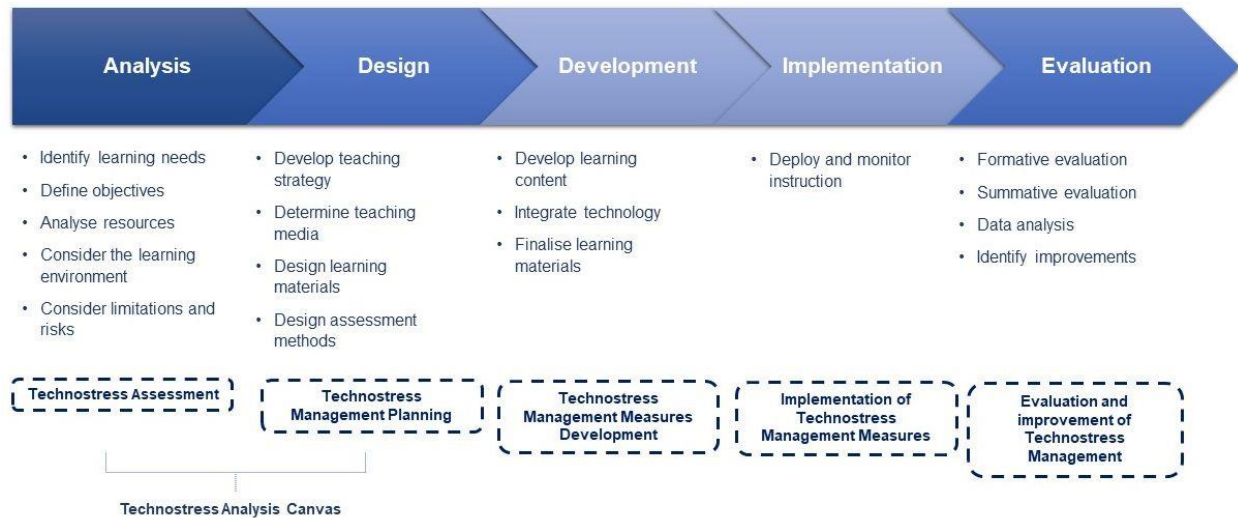 Analysis
Design
Development
Implementation
Evaluation
• Identify learning needs
• Define objectives
• Analyse resources
• Consider the learning
environment
• Consider limitations and
risks
• Develop teaching
strategy
• Determine teaching
media
• Design learning
materials
• Design assessment
methods
• Develop learning
content
• Integrate technology
• Finalise learning
materials
• Deploy and monitor
instruction
• Formative evaluation
• Summative evaluation
• Data analysis
• Identify improvements
Technostress Assessment
Technostress
Management Planning
Technostress
Management Measures
Development
Implementation of
Technostress
Management Measures
Evaluation and
improvement of
Technostress
Management
Technostress Analysis Canvas